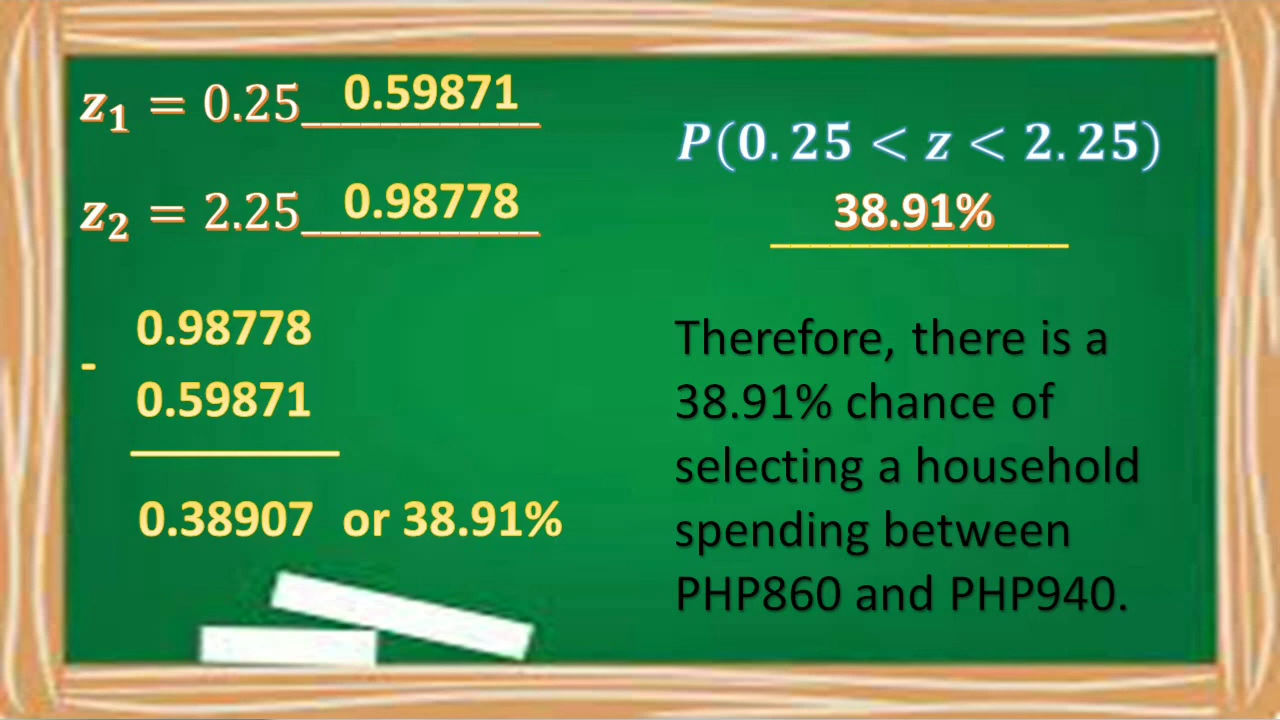 z₁ = 0.25 0.59871
z₂ = 2.25 0.98778
0.98778
-
0.59871
0.38907 or 38.91%
P(0.25 < z < 2.25)
38.91%
Therefore, there is a
38.91% chance of
selecting a household
spending between
PHP860 and PHP940.